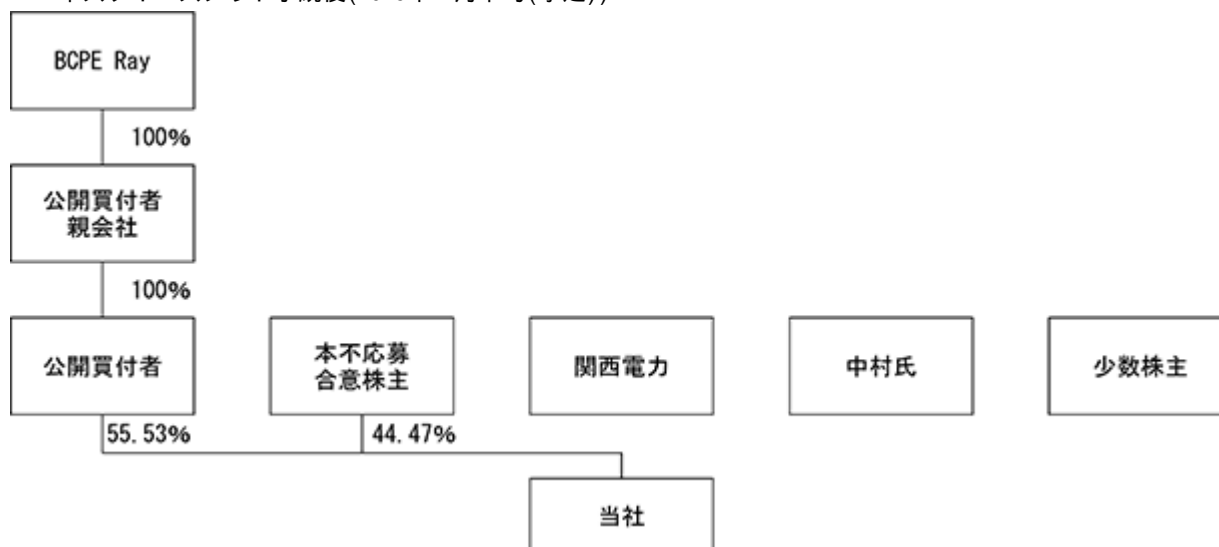 BCPE Ray
100%
公開買付者
親会社
100%
公開買付者
本不応募
合意株主
関西電力
中村氏
少数株主
55.53%
44.47%
当社